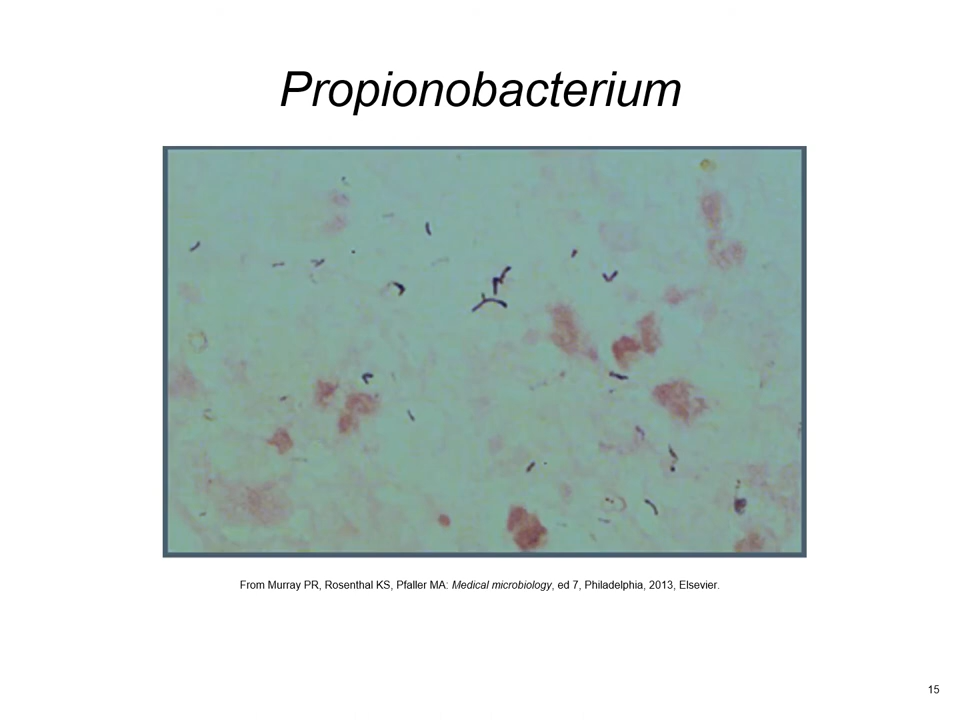 Propionobacterium
From Murray PR, Rosenthal KS, Pfaller MA: Medical microbiology, ed 7, Philadelphia, 2013, Elsevier.
15